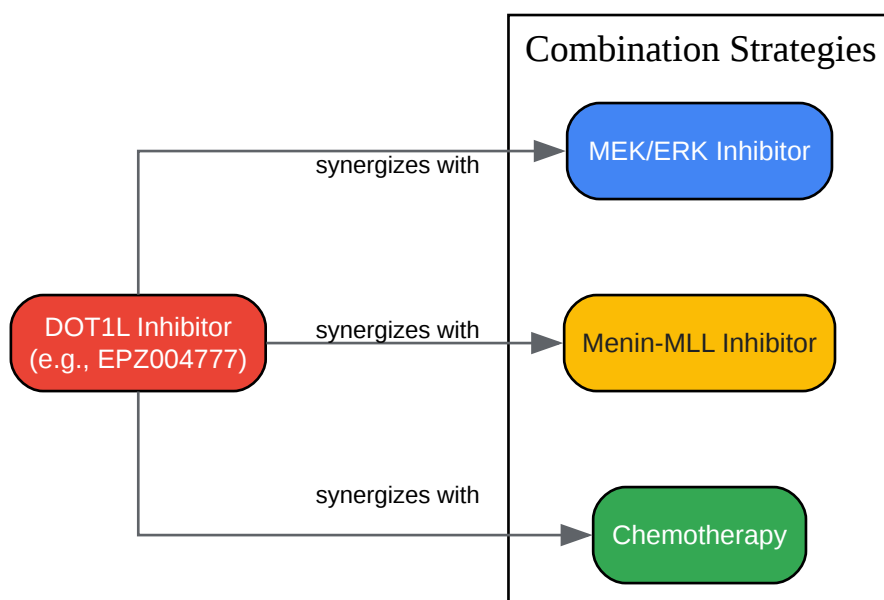 Combination Strategies
MEK/ERK Inhibitor
synergizes with
DOT1L Inhibitor
(e.g., EPZ004777)
synergizes with
Menin-MLL Inhibitor
synergizes with
Chemotherapy